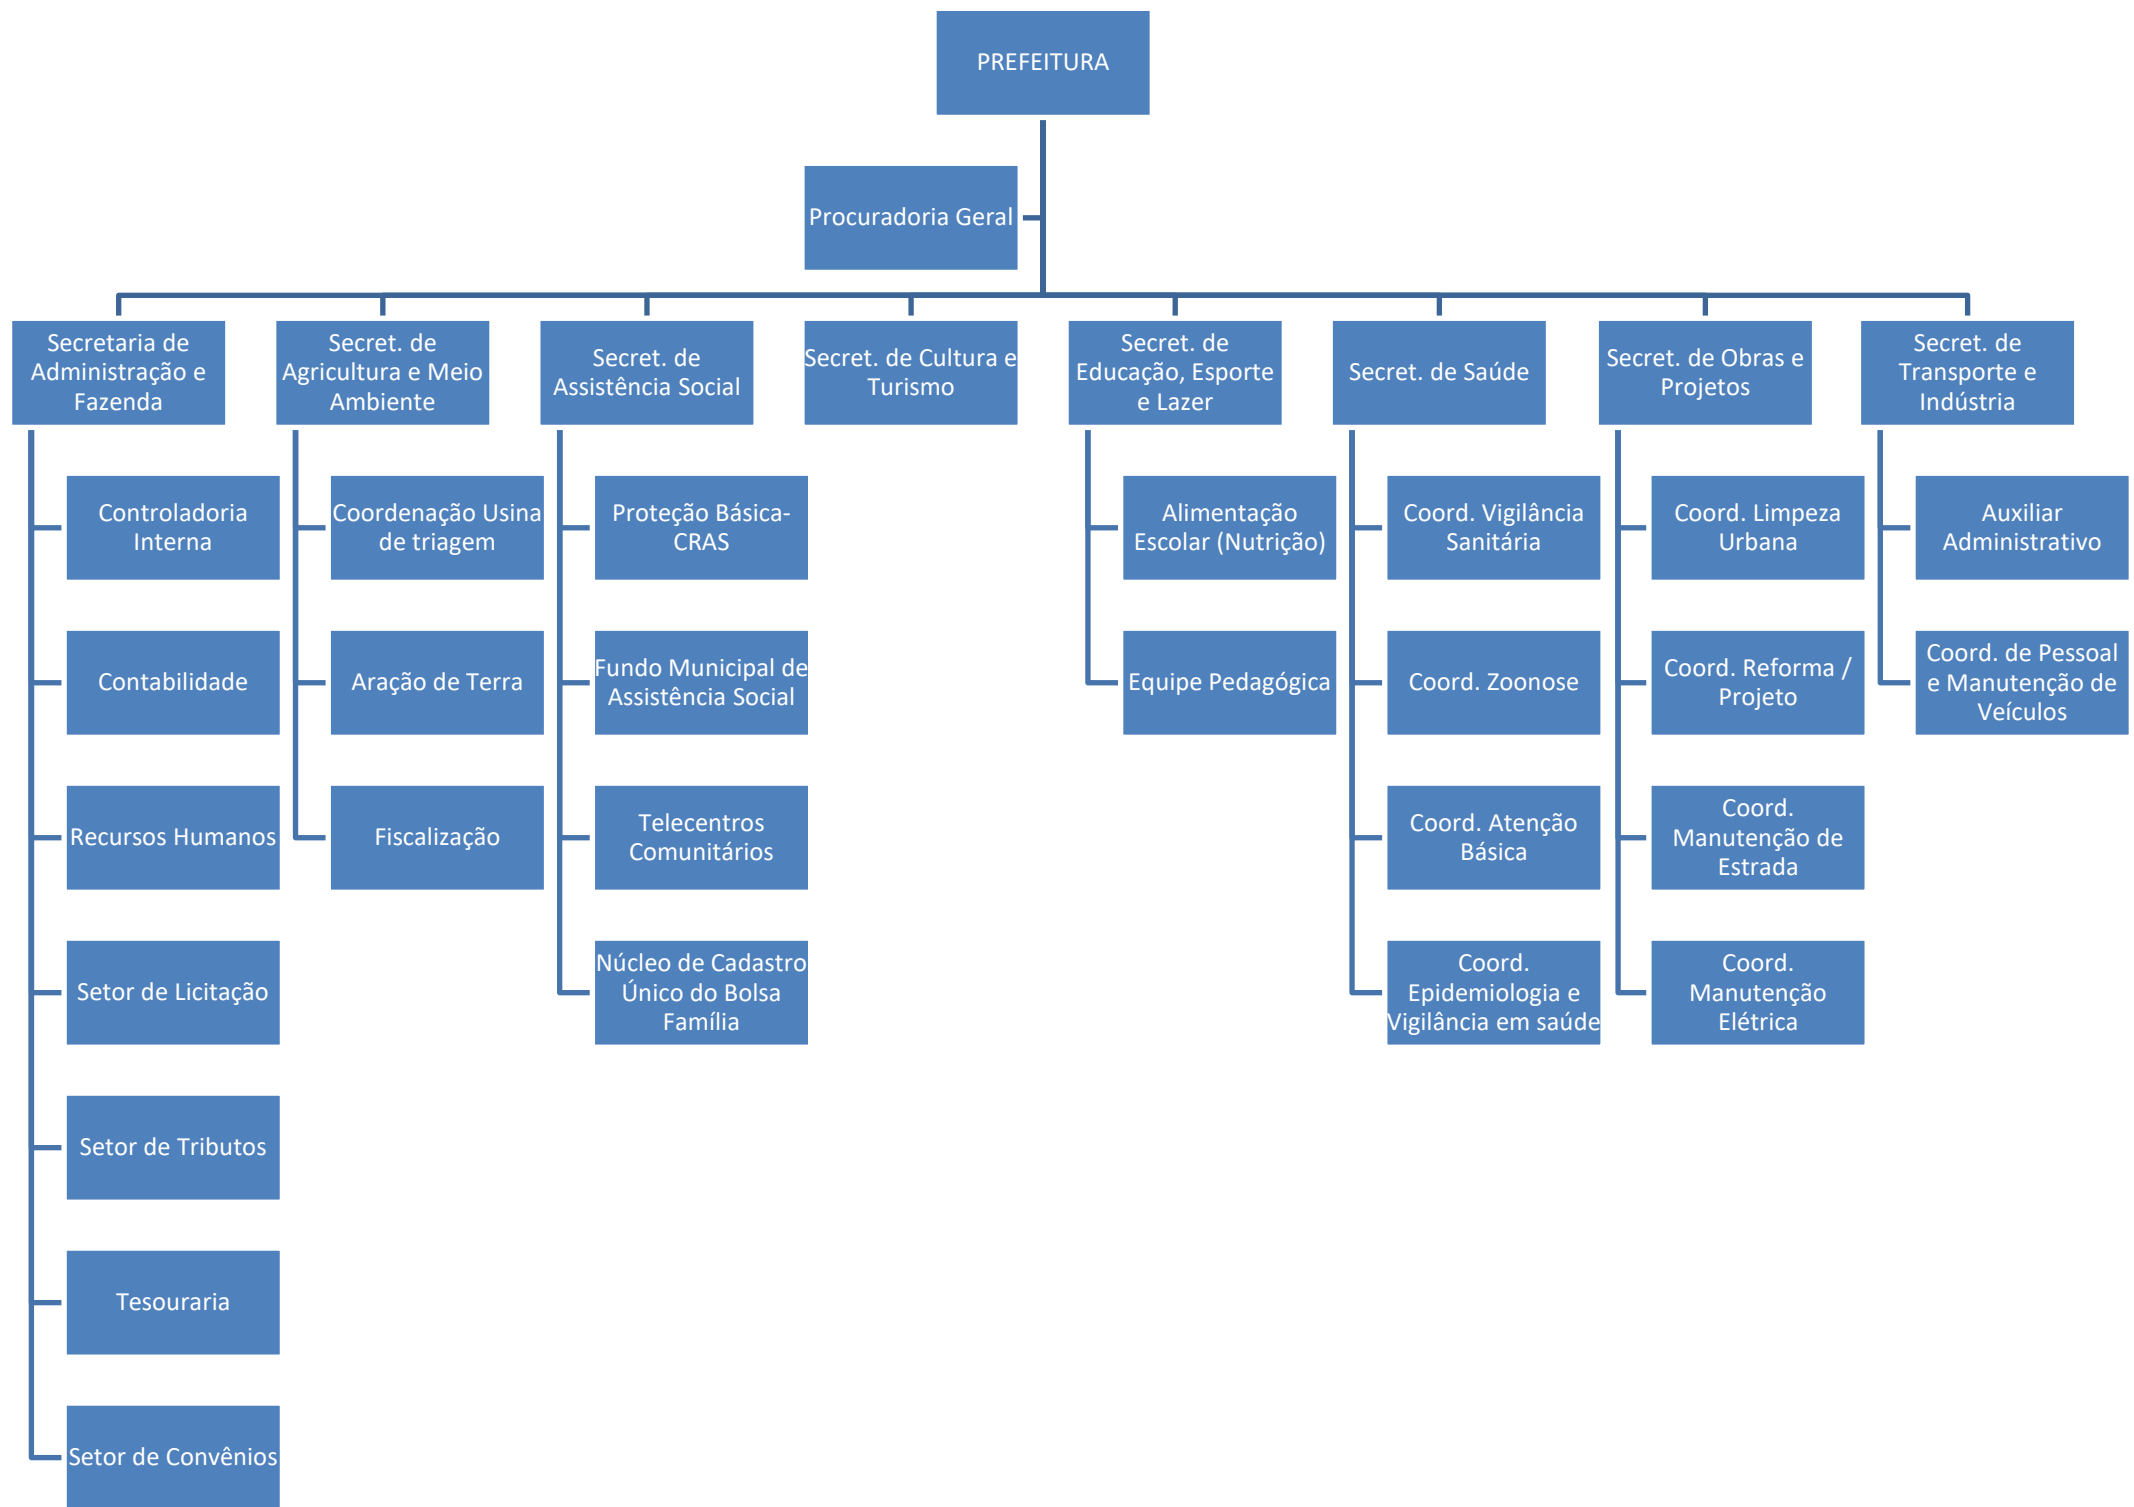 PREFEITURA
Procuradoria Geral
Secretaria de
Administração e
Fazenda
Secret. de
Agricultura e Meio
Ambiente
Secret. de
Assistência Social
Secret. de Cultura e
Turismo
Secret. de
Educação, Esporte
e Lazer
Secret. de Saúde
Secret. de Obras e
Projetos
Secret. de
Transporte e
Indústria
Controladoria
Interna
Contabilidade
Recursos Humanos
Setor de Licitação
Setor de Tributos
Tesouraria
Setor de Convênios
Coordenação Usina
de triagem
Aração de Terra
Fiscalização
Proteção Básica-
CRAS
Fundo Municipal de
Assistência Social
Telecentros
Comunitários
Núcleo de Cadastro
Único do Bolsa
Família
Alimentação
Escolar (Nutrição)
Equipe Pedagógica
Coord. Vigilância
Sanitária
Coord. Zoonose
Coord. Atenção
Básica
Coord.
Epidemiologia e
Vigilância em saúde
Coord. Limpeza
Urbana
Coord. Reforma /
Projeto
Coord.
Manutenção de
Estrada
Coord.
Manutenção
Elétrica
Auxiliar
Administrativo
Coord. de Pessoal
e Manutenção de
Veículos